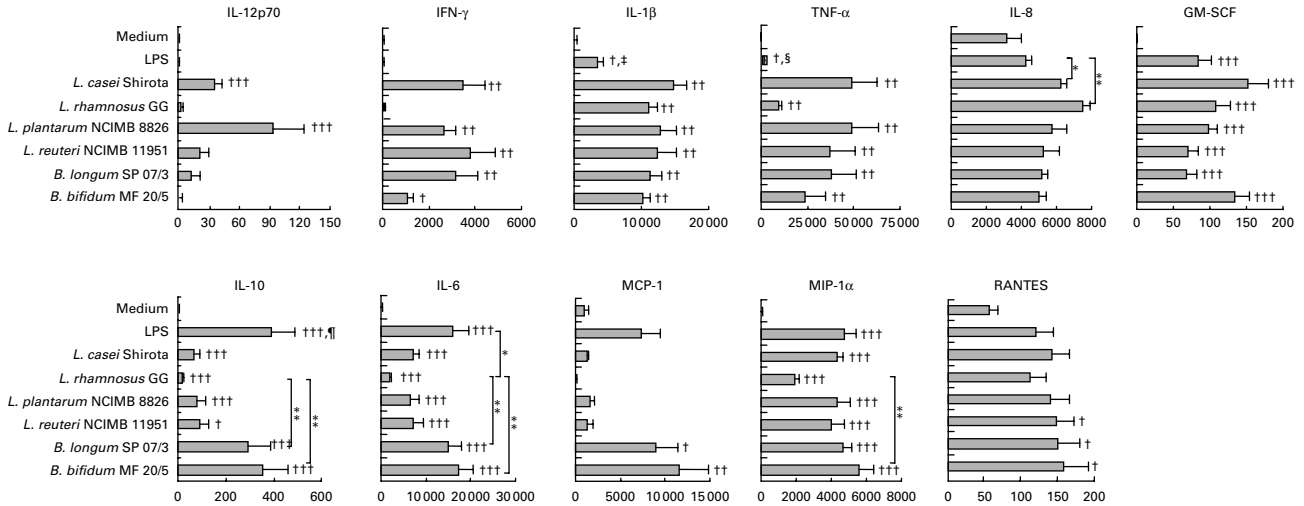 IL-12p70 IFN-γ IL-1β TNF-α IL-8 GM-SCF
Medium
LPS †,‡ †,§ * ** †††
L. casei Shirota ††† †† †† †† †††
L. rhamnosus GG †† †† †††
L. plantarum NCIMB 8826 ††† †† †† †† †††
L. reuteri NCIMB 11951 †† †† †† †††
B. longum SP 07/3 †† †† †† †††
B. bifidum MF 20/5 † †† †† †††
0 30 60 90 120 150 0 2000 4000 6000 0 10 000 20 000 0 25 000 50 000 75 000 0 2000 4000 6000 8000 0 50 100 150 200
IL-10 IL-6 MCP-1 MIP-1α RANTES
Medium
LPS †††,¶ ††† * †††
L. casei Shirota ††† ††† †††
L. rhamnosus GG ††† ††† †††
L. plantarum NCIMB 8826 ††† ** ** ††† ** ** ††† **
L. reuteri NCIMB 11951 † ††† ††† †
B. longum SP 07/3 ††† ††† † ††† †
B. bifidum MF 20/5 ††† ††† †† ††† †
0 200 400 600 0 10 000 20 000 30 000 0 5000 10 000 15 000 0 2000 4000 6000 8000 0 50 100 150 200